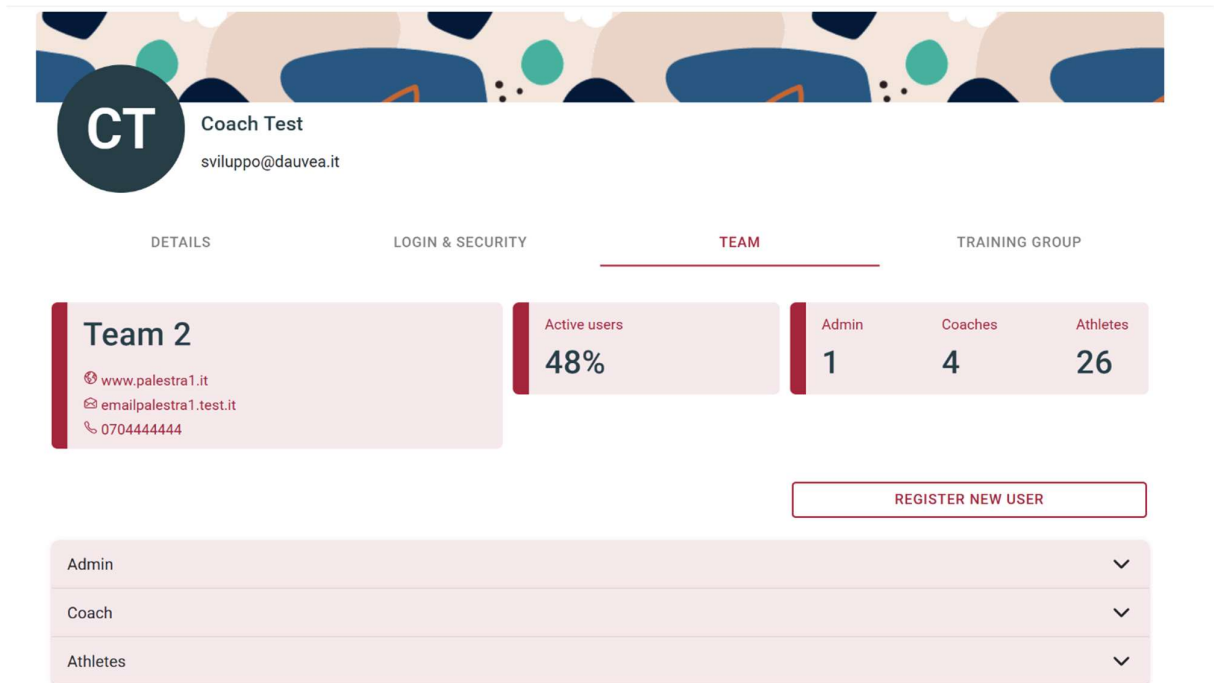 CT
Coach Test
sviluppo@dauvea.it
DETAILS
LOGIN & SECURITY
TEAM
TRAINING GROUP
Team 2
www.palestra1.it
emailpalestra1.test.it
0704444444
Active users
48%
Admin
Coaches
Athletes
1
4
26
REGISTER NEW USER
Admin
Coach
Athletes